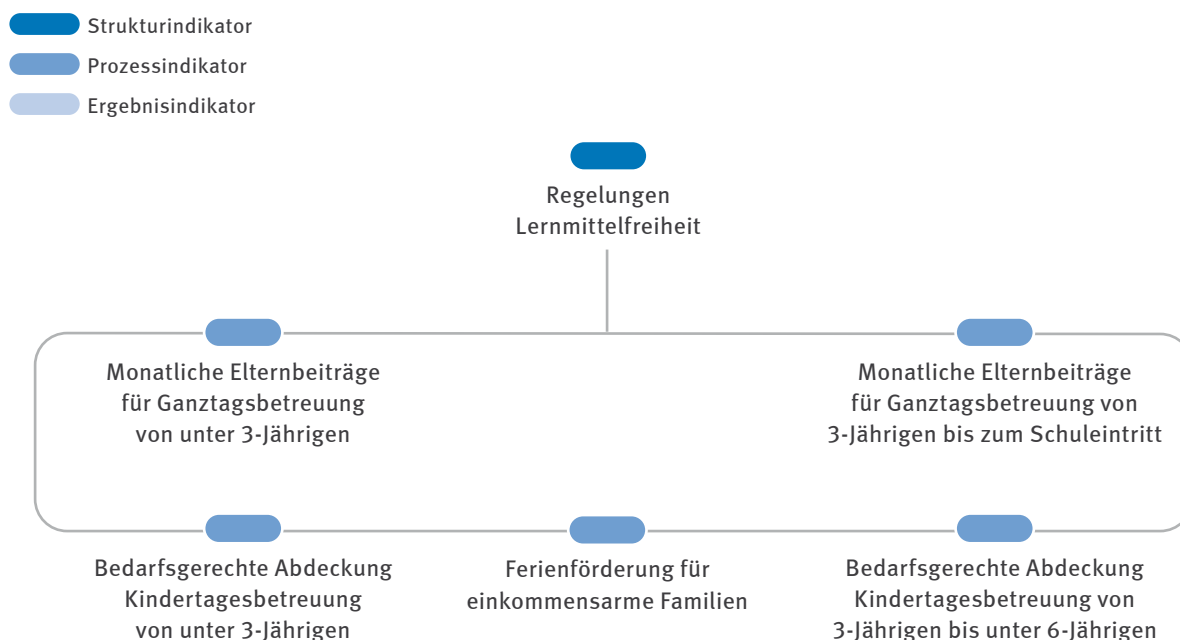 Strukturindikator
Prozessindikator
Ergebnisindikator
Regelungen
Lernmittelfreiheit
Monatliche Elternbeiträge
für Ganztagsbetreuung
von unter 3-Jährigen
Monatliche Elternbeiträge
für Ganztagsbetreuung von
3-Jährigen bis zum Schuleintritt
Bedarfsgerechte Abdeckung
Kindertagesbetreuung
von unter 3-Jährigen
Ferienförderung für
einkommensarme Familien
Bedarfsgerechte Abdeckung
Kindertagesbetreuung von
3-Jährigen bis unter 6-Jährigen